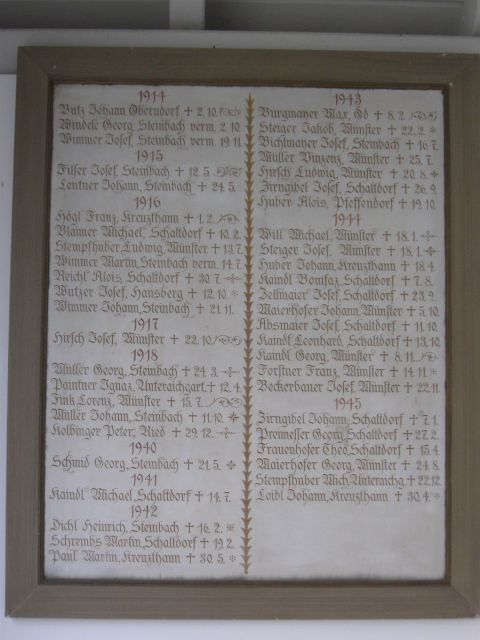 1914
Butz Johann Oberndorf † 2.10.
Windele Georg, Steinbach verm. 2.10.
Wimmer Josef, Steinbach verm. 19.11.
1915
Filser Josef, Steinbach † 12.5.
Leutner Johann, Steinbach † 24.5.
1916
Högl Franz, Kreuzthann † 1.2.
Blaimer Michael, Schaltdorf † 10.2.
Stempfhuber Ludwig, Münster † 13.7.
Wimmer Martin, Steinbach verm. 14.7.
Reichl Alois, Schaltdorf † 30.7.
Wutzer Josef, Hansberg † 12.10.
Wimmer Johann, Steinbach † 21.11.
1917
Hirsch Josef, Münster † 22.10.
1918
Müller Georg, Steinbach † 24.3.
Paintner Ignaz, Unteraichgart. † 12.4.
Fink Lorenz, Münster † 15.7.
Müller Johann, Steinbach † 11.10.
Kolbinger Peter, Ried † 29.12.
1940
Schmid Georg, Steinbach † 21.5.
1941
Kaindl Michael, Schaltdorf † 14.7.
1942
Dichl Heinrich, Steinbach † 16.2.
Schrembs Martin, Schaltdorf † 19.2.
Paul Martin, Kreuzthann † 30.5.
1943
Burgmayer Max, Öd † 8.2.
Steiger Jakob, Münster † 22.2.
Bichlmayer Josef, Steinbach † 16.7.
Müller Vinzenz, Münster † 25.7.
Hirsch Ludwig, Münster † 20.8.
Zirngibel Josef, Schaltdorf † 26.9.
Huber Alois, Pfeffendorf † 19.10.
1944
Will Michael, Münster † 18.1.
Steiger Josef, Münster † 18.1.
Huber Johann, Kreuzthann † 18.4.
Kaindl Bonifaz, Schaltdorf † 7.8.
Zellmaier Josef, Schaltdorf † 23.9.
Maierhofer Johann, Münster † 5.10.
Absmaier Josef, Schaltdorf † 11.10.
Kaindl Leonhard, Schaltdorf † 13.10.
Kaindl Georg, Münster † 8.11.
Forstner Franz, Münster † 14.11.
Beckerbauer Josef, Münster † 22.11.
1945
Zirngibel Johann, Schaltdorf † 7.1.
Premesser Georg, Schaltdorf † 27.2.
Frauenhofer Theo, Schaltdorf † 15.4.
Maierhofer Georg, Münster † 24.8.
Stempfhuber Mich., Unteraichg. † 22.12.
Loibl Johann, Kreuzthann † 30.4.